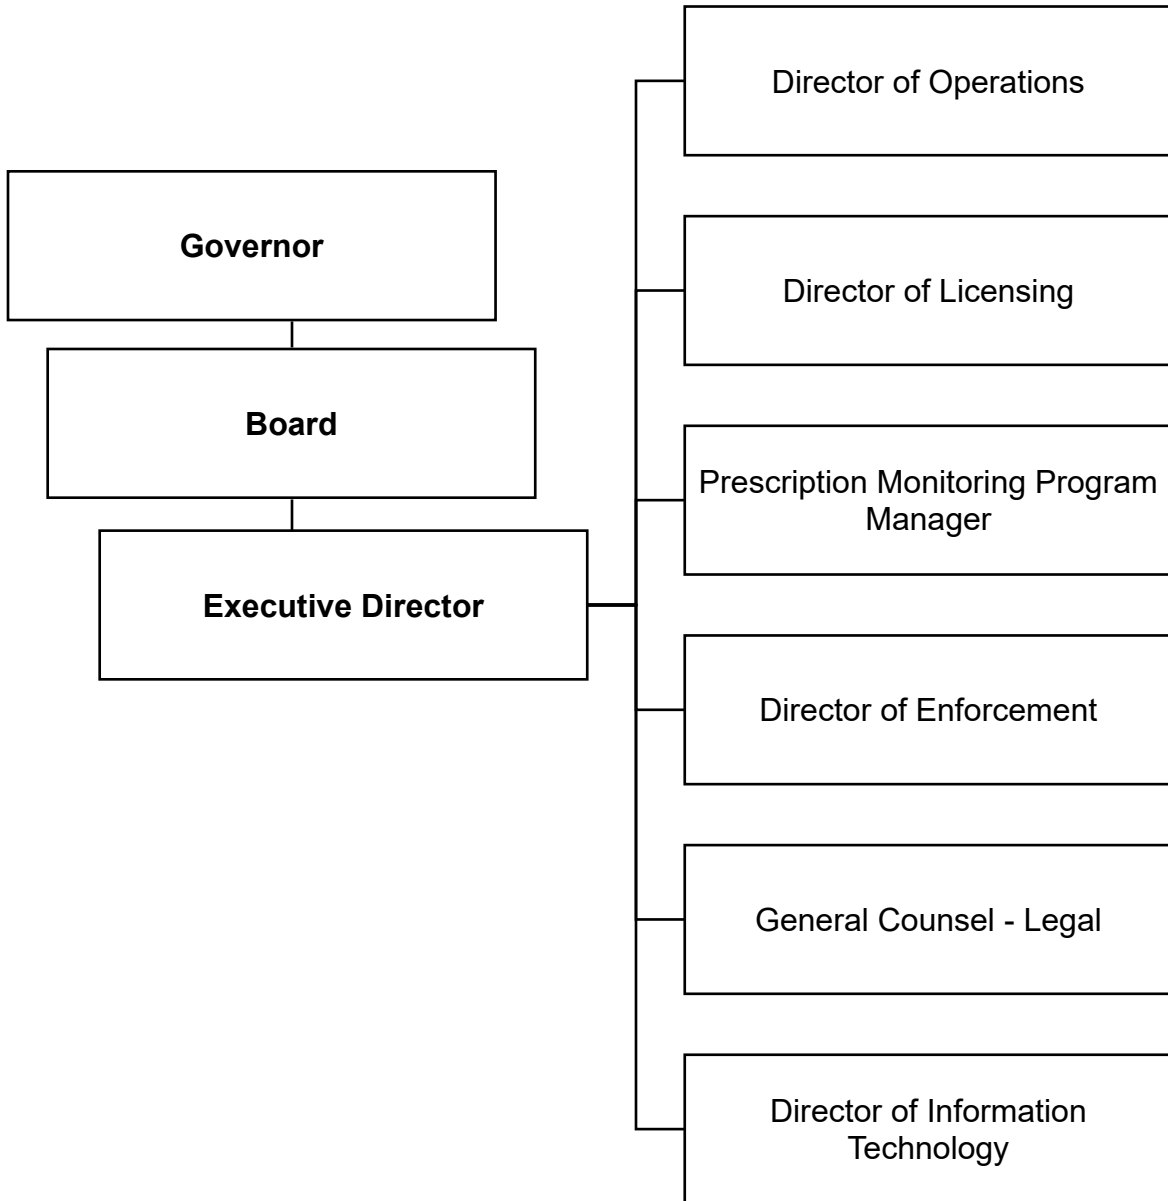 Governor
Board
Executive Director
Director of Operations
Director of Licensing
Prescription Monitoring Program
Manager
Director of Enforcement
General Counsel - Legal
Director of Information
Technology